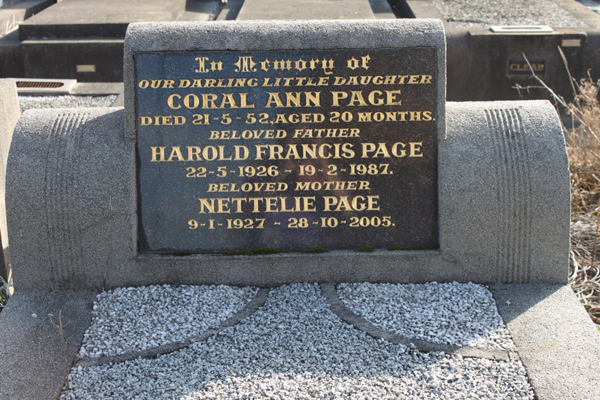 In Memory of
OUR DARLING LITTLE DAUGHTER
CORAL ANN PAGE
DIED 21-5-52, AGED 20 MONTHS.
BELOVED FATHER
HAROLD FRANCIS PAGE
22-5-1926 - 19-2-1987.
BELOVED MOTHER
NETTELIE PAGE
9-1-1927 - 28-10-2005.